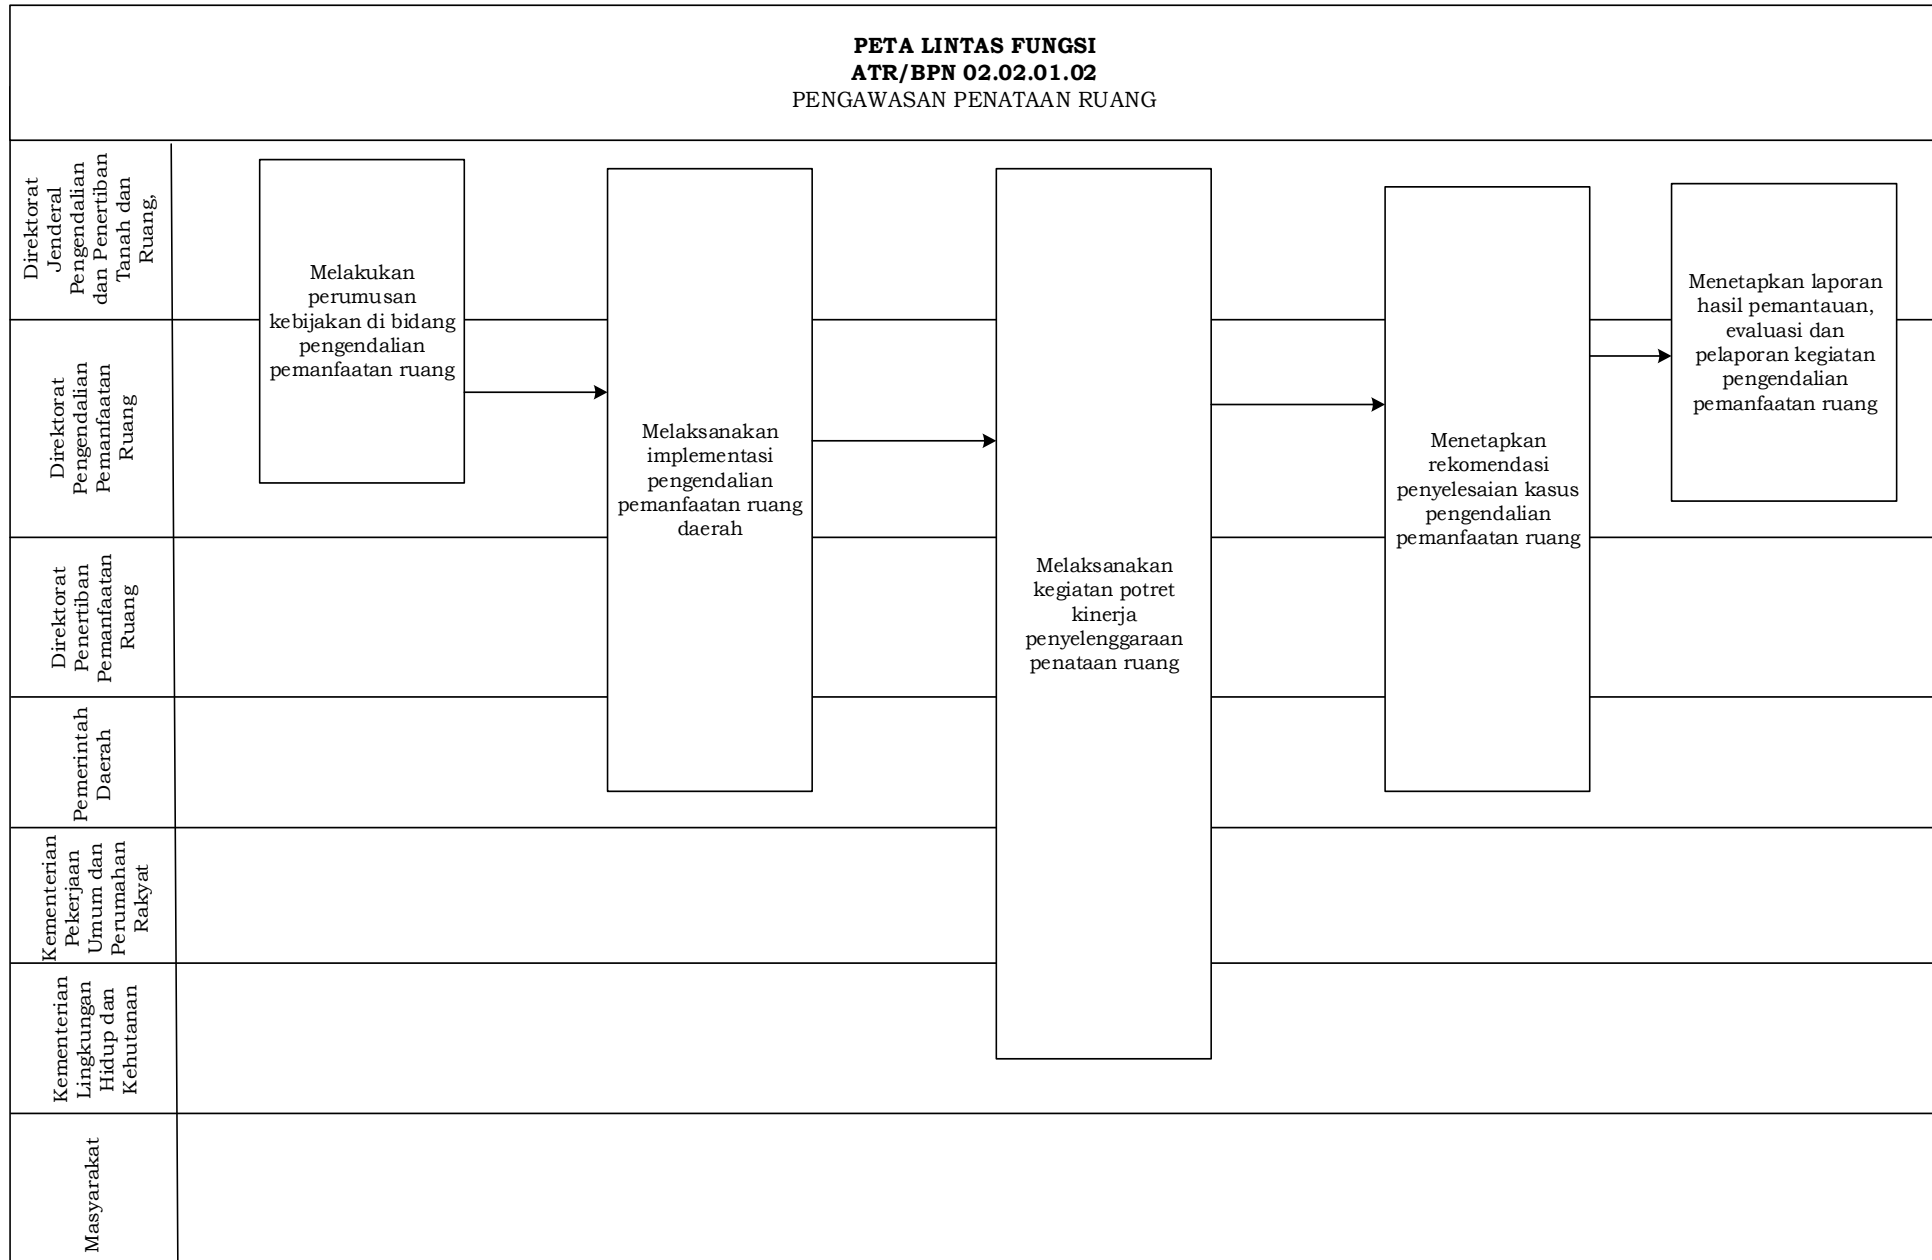 PETA LINTAS FUNGSI
ATR/BPN 02.02.01.02
PENGAWASAN PENATAAN RUANG
Direktorat
Jenderal
Pengendalian
dan Penertiban
Tanah dan
Ruang,
Melakukan
perumusan
kebijakan di bidang
pengendalian
pemanfaatan ruang
Melaksanakan
implementasi
pengendalian
pemanfaatan ruang
daerah
Melaksanakan
kegiatan potret
kinerja
penyelenggaraan
penataan ruang
Menetapkan
rekomendasi
penyelesaian kasus
pengendalian
pemanfaatan ruang
Menetapkan laporan
hasil pemantauan,
evaluasi dan
pelaporan kegiatan
pengendalian
pemanfaatan ruang
Direktorat
Pengendalian
Pemanfaatan
Ruang
Direktorat
Penertiban
Pemanfaatan
Ruang
Pemerintah
Daerah
Kementerian
Pekerjaan
Umum dan
Perumahan
Rakyat
Kementerian
Lingkungan
Hidup dan
Kehutanan
Masyarakat